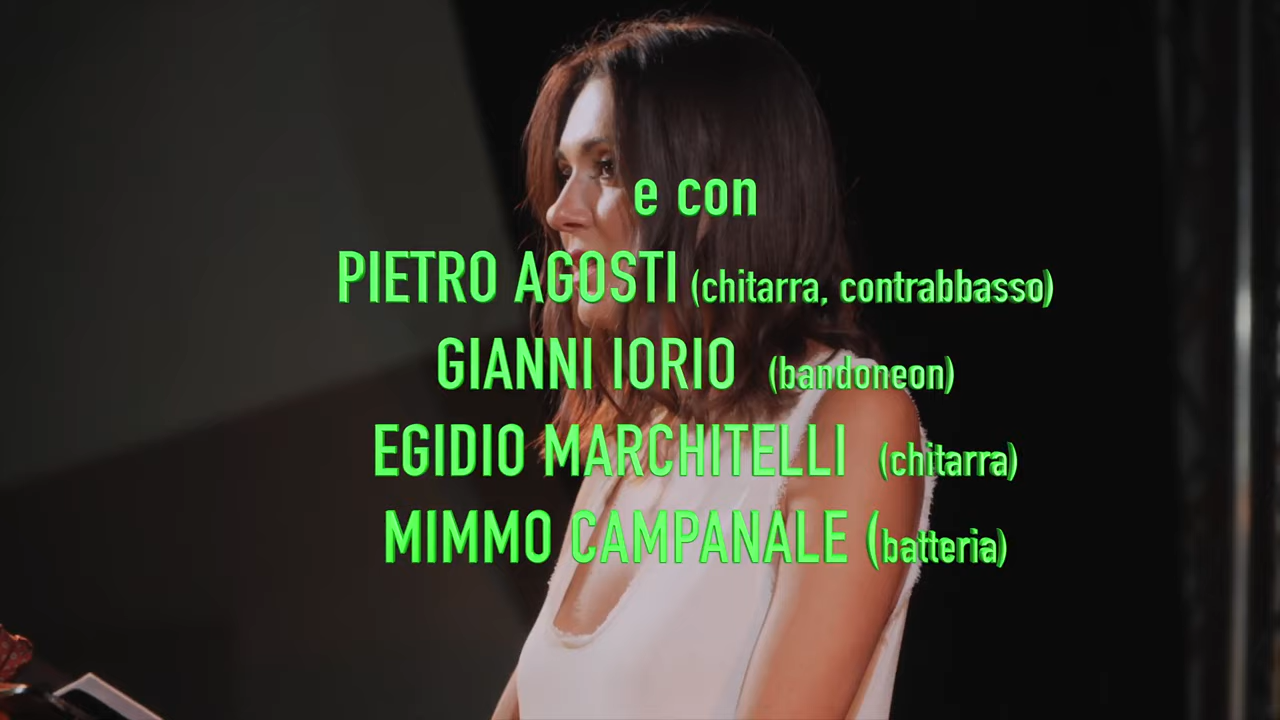 e con
PIETRO AGOSTI (chitarra, contrabbasso)
GIANNI IORIO (bandoneon)
EGIDIO MARCHITELLI (chitarra)
MIMMO CAMPANALE (batteria)